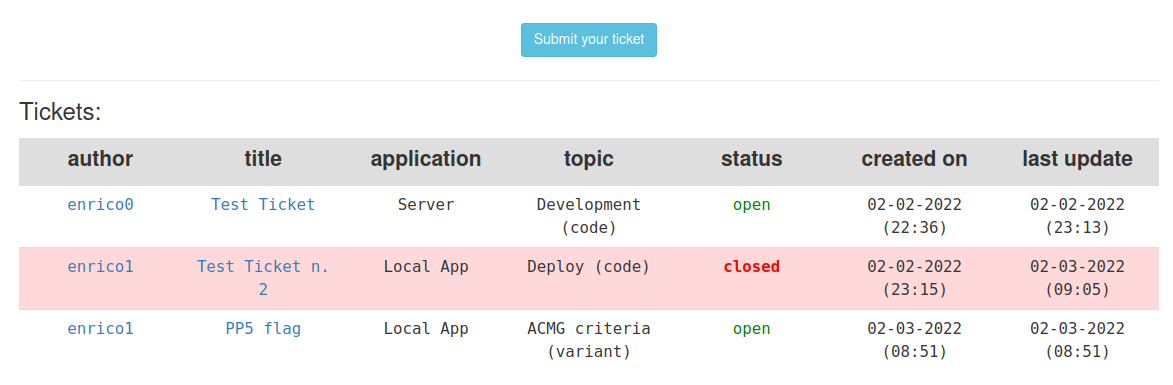 Submit your ticket
Tickets:
author title application topic status created on last update
enrico0 Test Ticket Server Development open 02-02-2022 02-02-2022
(code) (22:36) (23:13)
enrico1 Test Ticket n. Local App Deploy (code) closed 02-02-2022 02-03-2022
2 (23:15) (09:05)
enrico1 PP5 flag Local App ACMG criteria open 02-03-2022 02-03-2022
(variant) (08:51) (08:51)